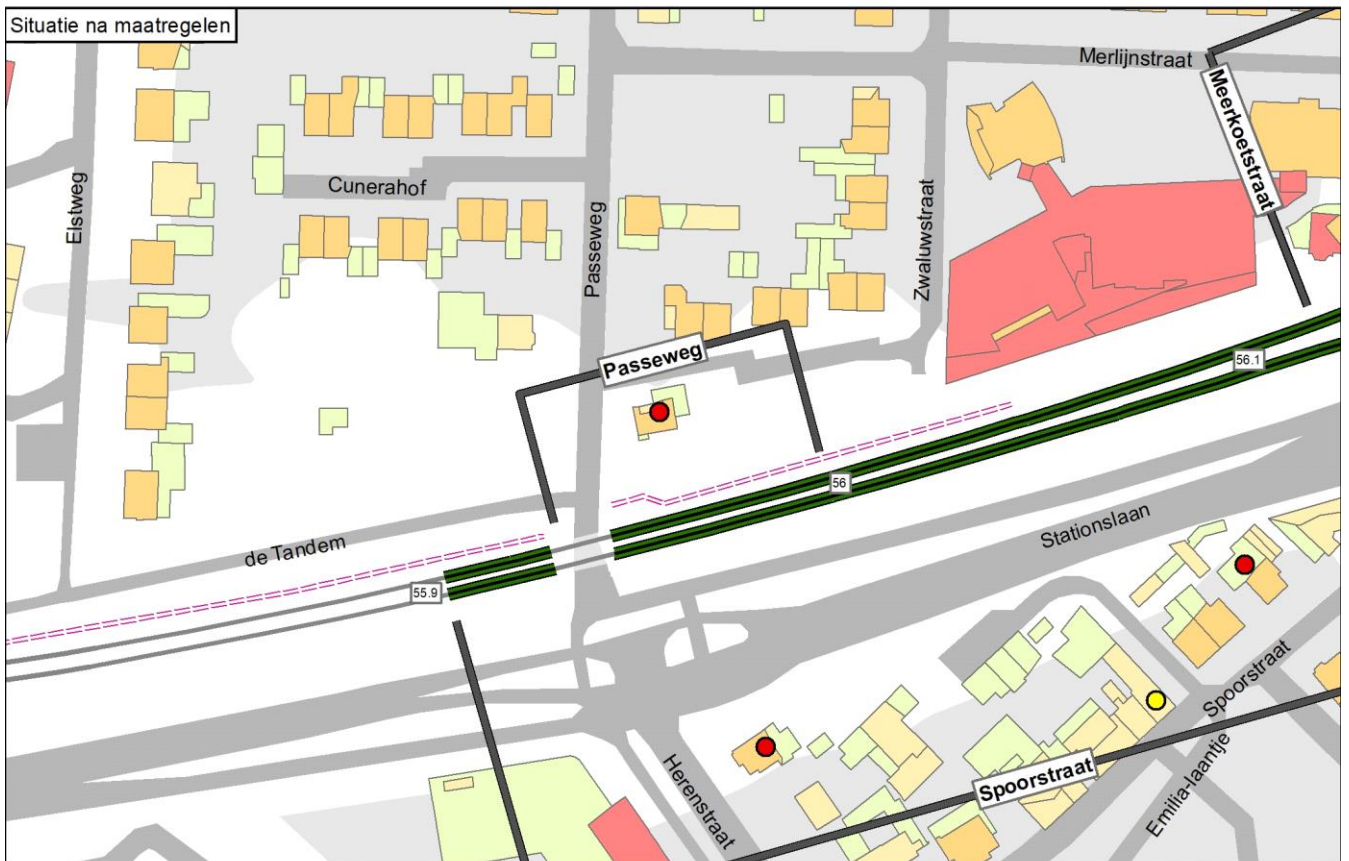 Situatie na maatregelen
Merlijnstraat
Meerkoetstraat
Elstweg
Cunerahof
Passeweg
Zwaluwstraat
Passeweg
56.1
56
de Tandem
55.9
Stationslaan
Spoorstraat
Herenstraat
Spoorstraat
Emilia-laantje